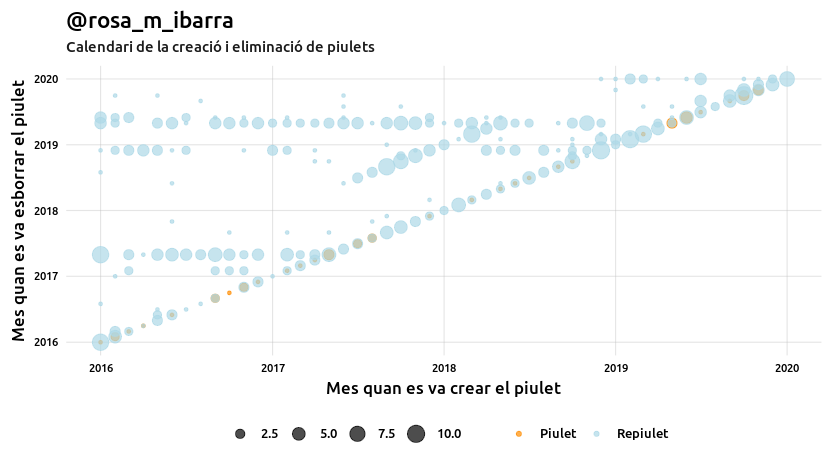 @rosa_m_ibarra
Calendari de la creació i eliminació de piulets
Mes quan es va esborrar el piulet
2020
2019
2018
2017
2016
2016 2017 2018 2019 2020
Mes quan es va crear el piulet
2.5 5.0 7.5 10.0 Piulet Repiulet